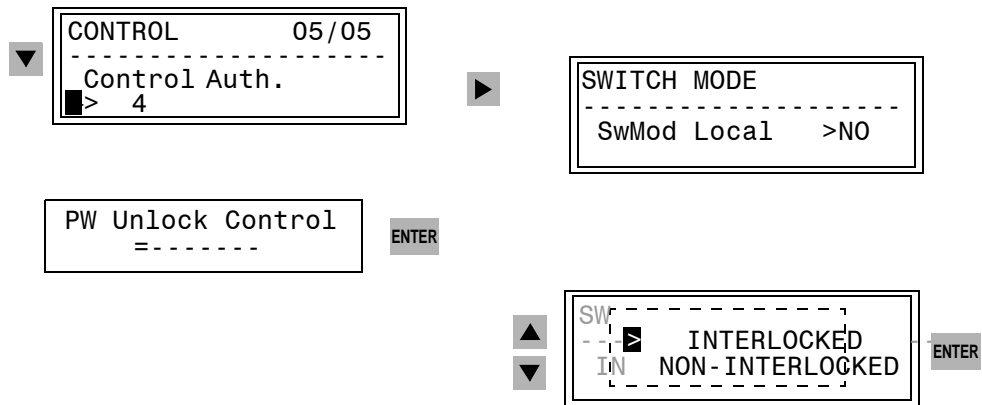 CONTROL 05/05
--------------------
Control Auth.
> 4
SWITCH MODE
--------------------
SwMod Local >NO
PW Unlock Control
=-------
ENTER
SW
> INTERLOCKED
IN NON-INTERLOCKED
ENTER